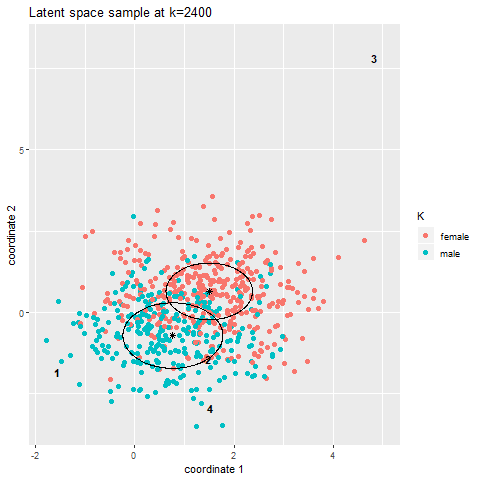 Latent space sample at k=2400
3
5
0
1
2
4
-2
0
2
4
coordinate 1
coordinate 2
K
female
male